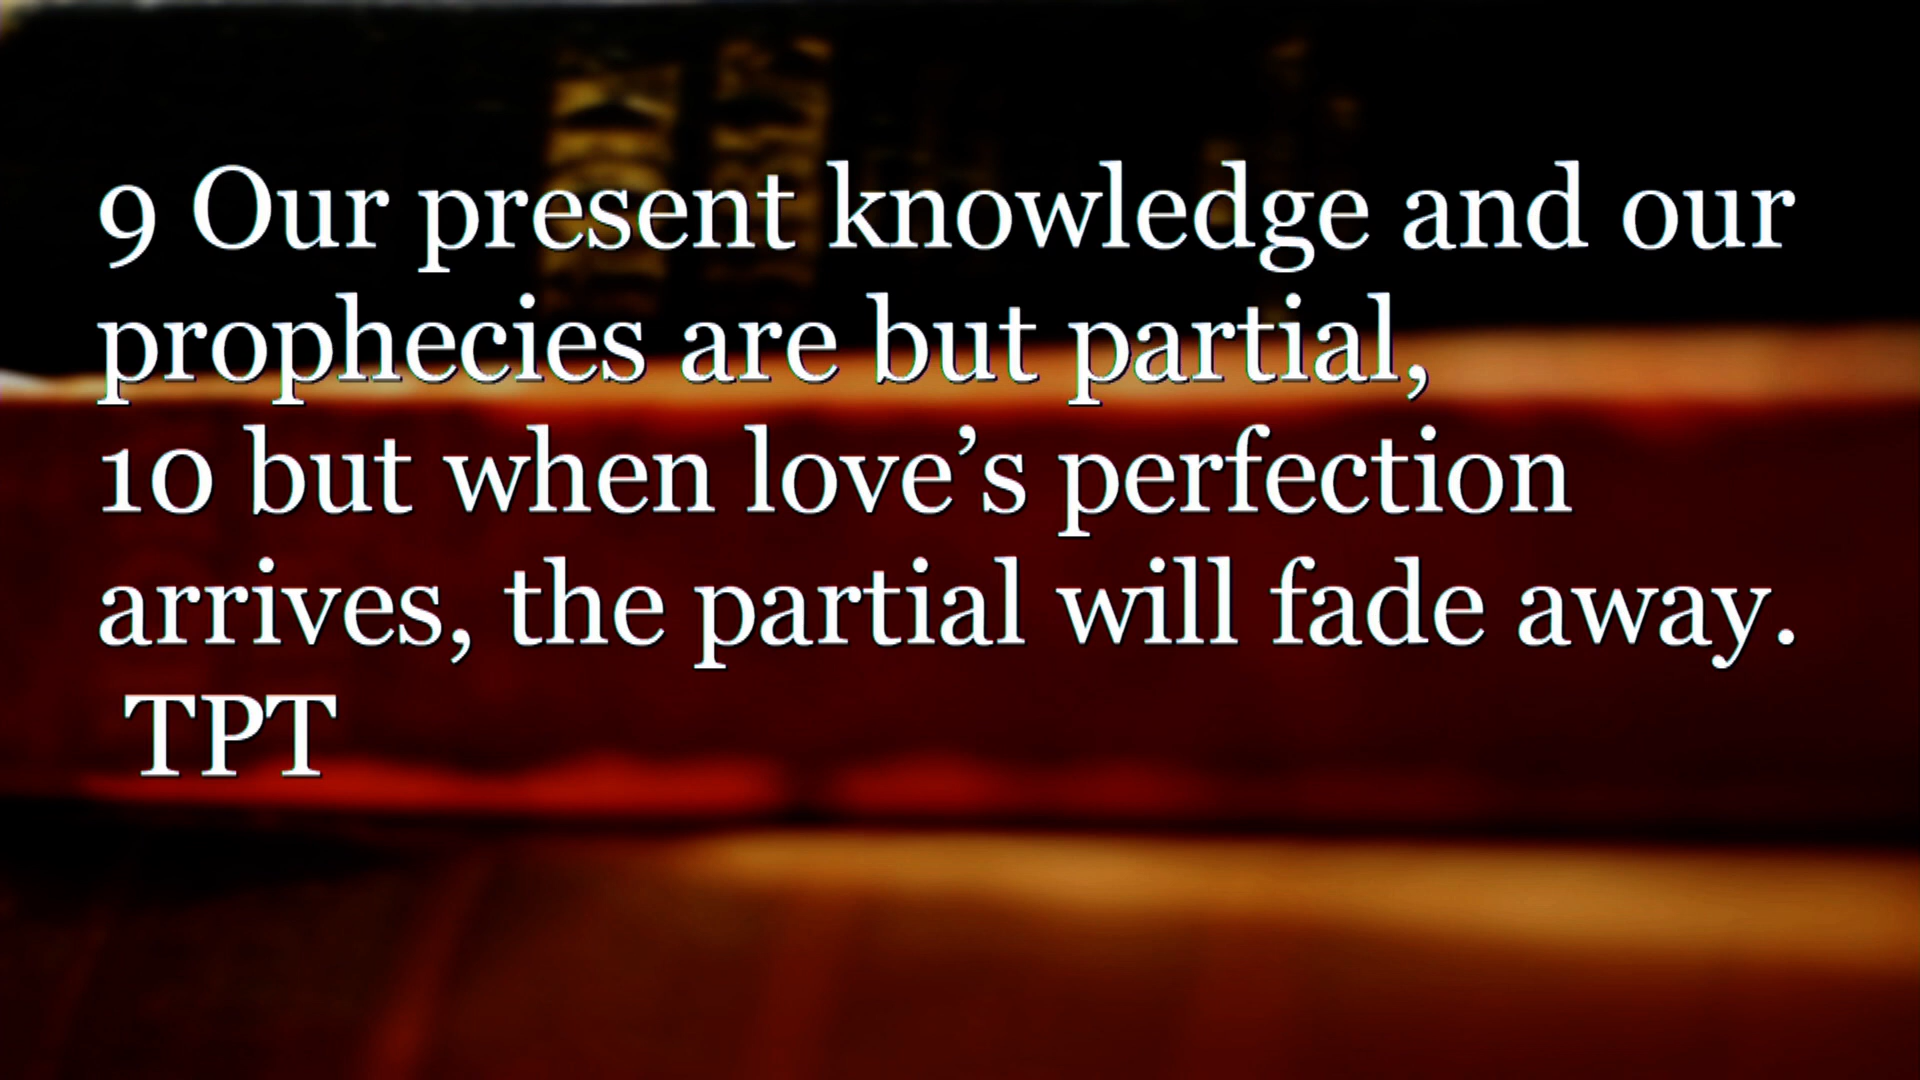 9 Our present knowledge and our
prophecies are but partial,
10 but when love’s perfection
arrives, the partial will fade away.
TPT